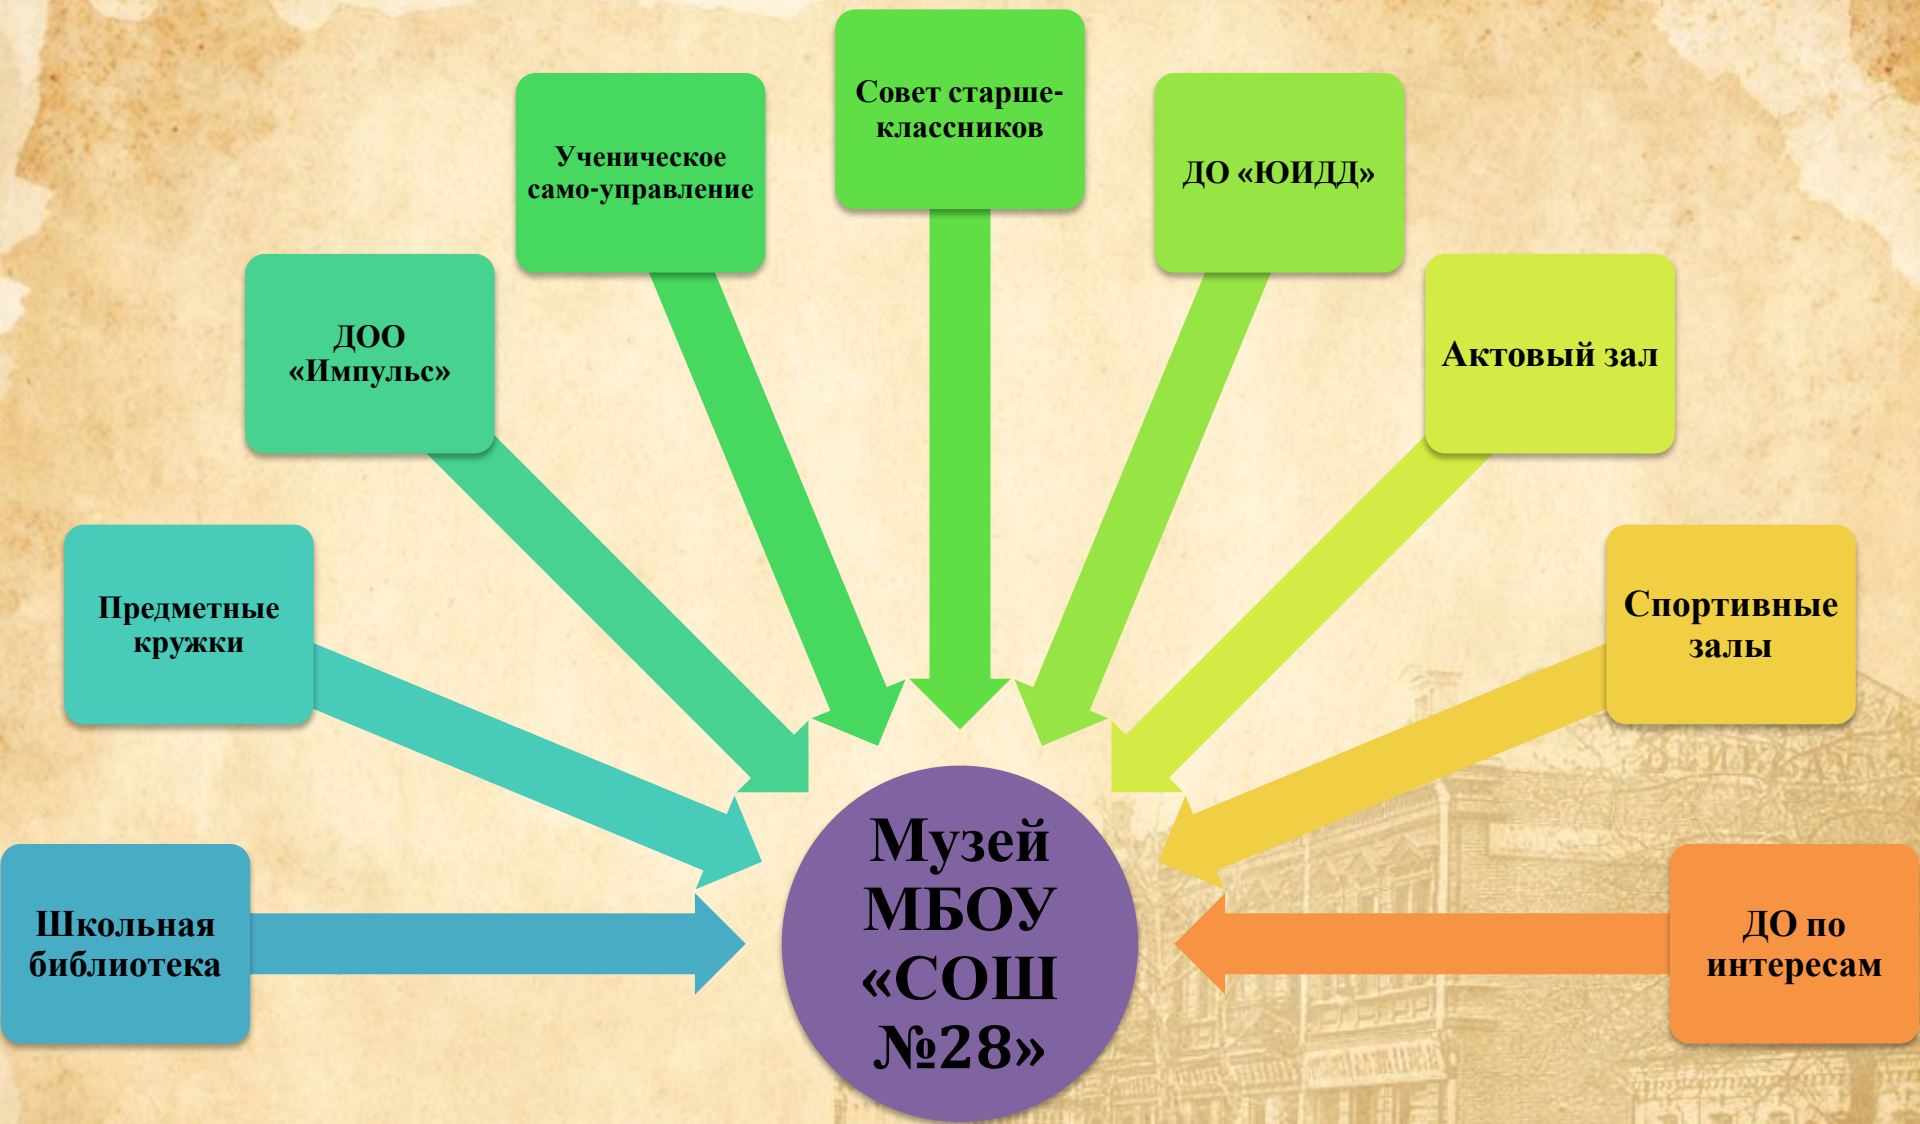 Совет старше-
классников
Ученическое
само-управление
ДО «ЮИДД»
ДОО
«Импульс»
Актовый зал
Предметные
кружки
Спортивные
залы
Школьная
библиотека
Музей
МБОУ
«СОШ
№28»
ДО по
интересам